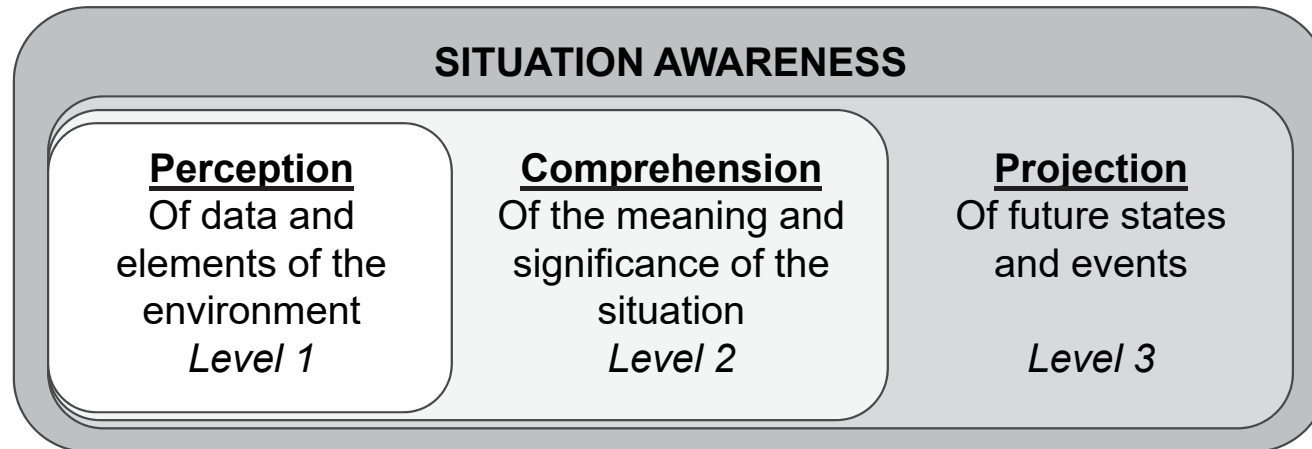 SITUATION AWARENESS
Perception
Of data and
elements of the
environment
Level 1
Comprehension
Of the meaning and
significance of the
situation
Level 2
Projection
Of future states
and events
Level 3